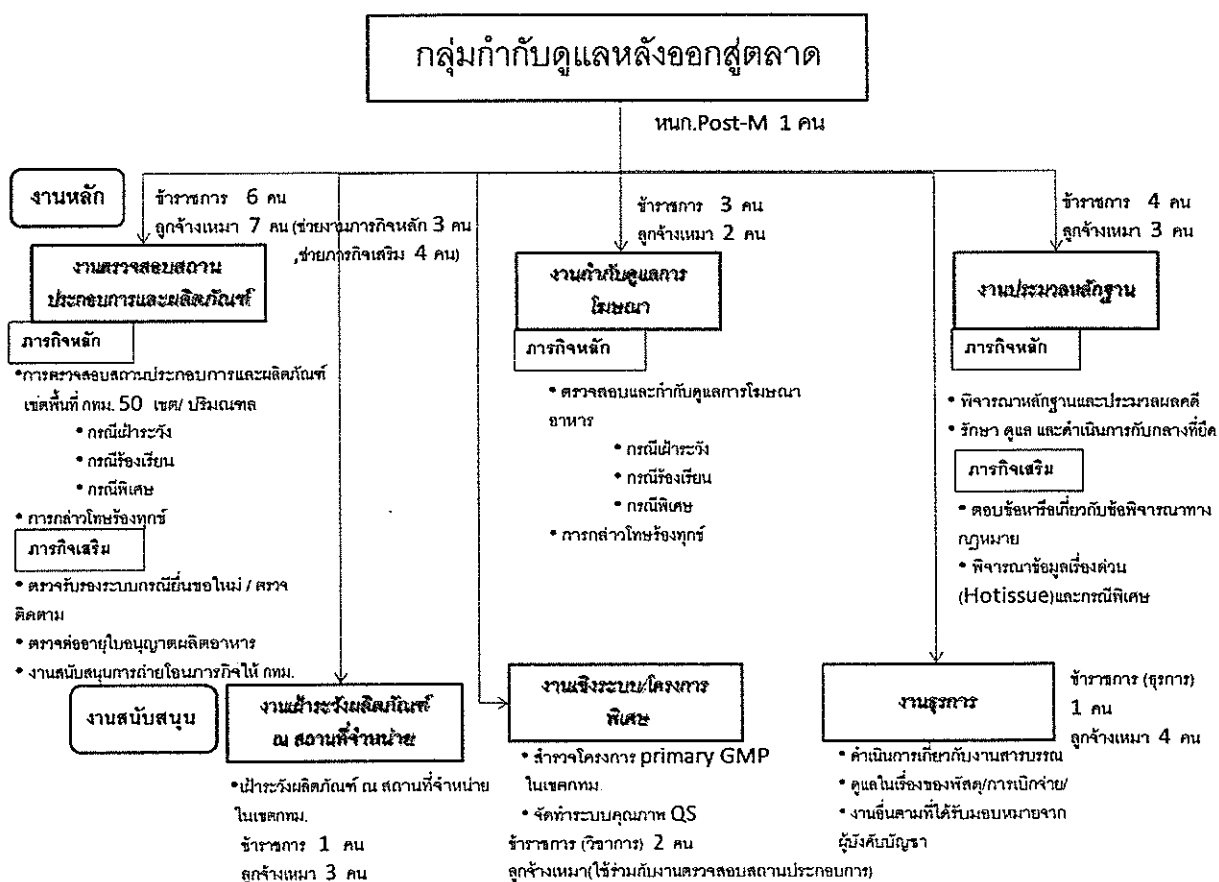 กลุ่มกำกับดูแลหลังออกสู่ตลาด
หนก.Post-M 1 คน
งานหลัก
ข้าราชการ 6 คน
ลูกจ้างเหมา 7 คน (ช่วยงานภารกิจหลัก 3 คน
,ช่วยภารกิจเสริม 4 คน)
งานตรวจสอบสถาน
ประกอบการและผลิตภัณฑ์
ภารกิจหลัก
•การตรวจสอบสถานประกอบการและผลิตภัณฑ์
เขตพื้นที่ กทม. 50 เขต/ ปริมณฑล
• กรณีเฝ้าระวัง
• กรณีร้องเรียน
• กรณีพิเศษ
• การกล่าวโทษร้องทุกข์
ภารกิจเสริม
• ตรวจรับรองระบบกรณียื่นขอใหม่ / ตรวจ
ติดตาม
• ตรวจต่ออายุใบอนุญาตผลิตอาหาร
• งานสนับสนุนการถ่ายโอนภารกิจให้ กทม.
ข้าราชการ 3 คน
ลูกจ้างเหมา 2 คน
งานกำกับดูแลการ
โฆษณา
ภารกิจหลัก
• ตรวจสอบและกำกับดูแลการโฆษณา
อาหาร
• กรณีเฝ้าระวัง
• กรณีร้องเรียน
• กรณีพิเศษ
• การกล่าวโทษร้องทุกข์
ข้าราชการ 4 คน
ลูกจ้างเหมา 3 คน
งานประมวลหลักฐาน
ภารกิจหลัก
• พิจารณาหลักฐานและประมวลผลคดี
• รักษา ดูแล และดำเนินการกับกลางที่ยึด
ภารกิจเสริม
• ตอบข้อหารือเกี่ยวกับข้อพิจารณาทาง
กฎหมาย
• พิจารณาข้อมูลเรื่องด่วน
(Hotissue)และกรณีพิเศษ
งานสนับสนุน
งานเฝ้าระวังผลิตภัณฑ์
ณ สถานที่จำหน่าย
•เฝ้าระวังผลิตภัณฑ์ ณ สถานที่จำหน่าย
ในเขตกทม.
ข้าราชการ 1 คน
ลูกจ้างเหมา 3 คน
งานเชิงระบบ/โครงการ
พิเศษ
• สำรวจโครงการ primary GMP
ในเขตกทม.
• จัดทำระบบคุณภาพ QS
ข้าราชการ (วิชาการ) 2 คน
ลูกจ้างเหมา(ใช้ร่วมกับงานตรวจสอบสถานประกอบการ)
งานธุรการ
ข้าราชการ (ธุรการ)
1 คน
ลูกจ้างเหมา 4 คน
• ดำเนินการเกี่ยวกับงานสารบรรณ
• ดูแลในเรื่องของพัสดุ/การเบิกจ่าย/
• งานอื่นตามที่ได้รับมอบหมายจาก
ผู้บังคับบัญชา